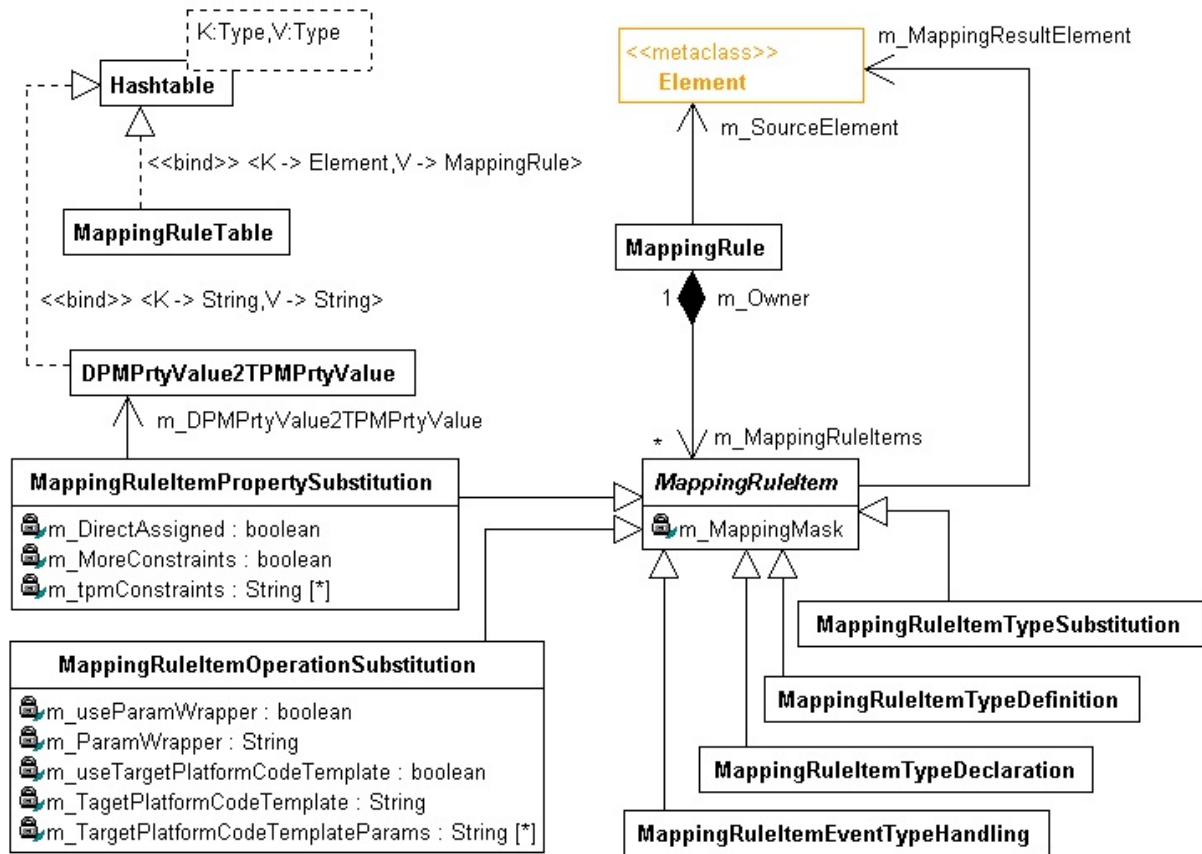 K:Type,V:Type
Hashtable
<<bind>> <K -> Element,V -> MappingRule>
MappingRuleTable
<<bind>> <K -> String,V -> String>
DPMPrtyValue2TPMPrtyValue
m_DPMPrtyValue2TPMPrtyValue
MappingRuleItemPropertySubstitution
m_DirectAssigned : boolean
m_MoreConstraints : boolean
m_tpmConstraints : String [*]
MappingRuleItemOperationSubstitution
m_useParamWrapper : boolean
m_ParamWrapper : String
m_useTargetPlatformCodeTemplate : boolean
m_TagetPlatformCodeTemplate : String
m_TargetPlatformCodeTemplateParams : String [*]
<<metaclass>>
Element
m_MappingResultElement
m_SourceElement
MappingRule
1 m_Owner
* m_MappingRuleItems
MappingRuleItem
m_MappingMask
MappingRuleItemTypeSubstitution
MappingRuleItemTypeDefinition
MappingRuleItemTypeDeclaration
MappingRuleItemEventTypeHandling